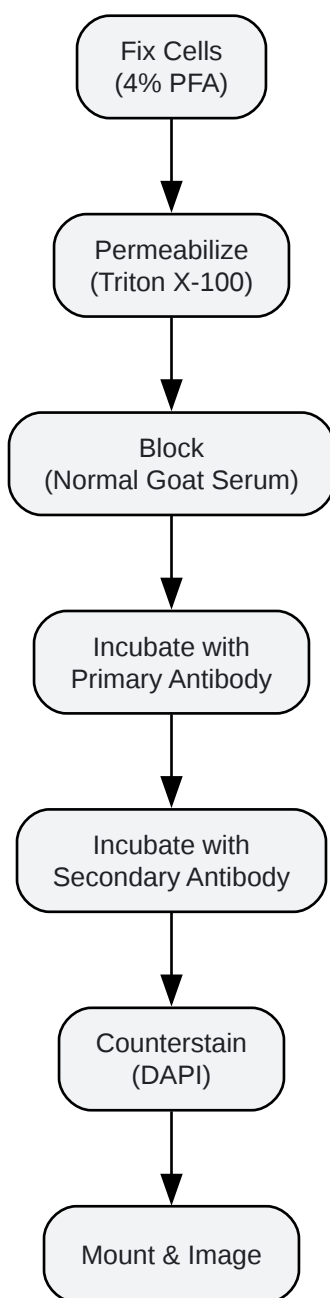 Fix Cells
(4% PFA)
Permeabilize
(Triton X-100)
Block
(Normal Goat Serum)
Incubate with
Primary Antibody
Incubate with
Secondary Antibody
Counterstain
(DAPI)
Mount & Image